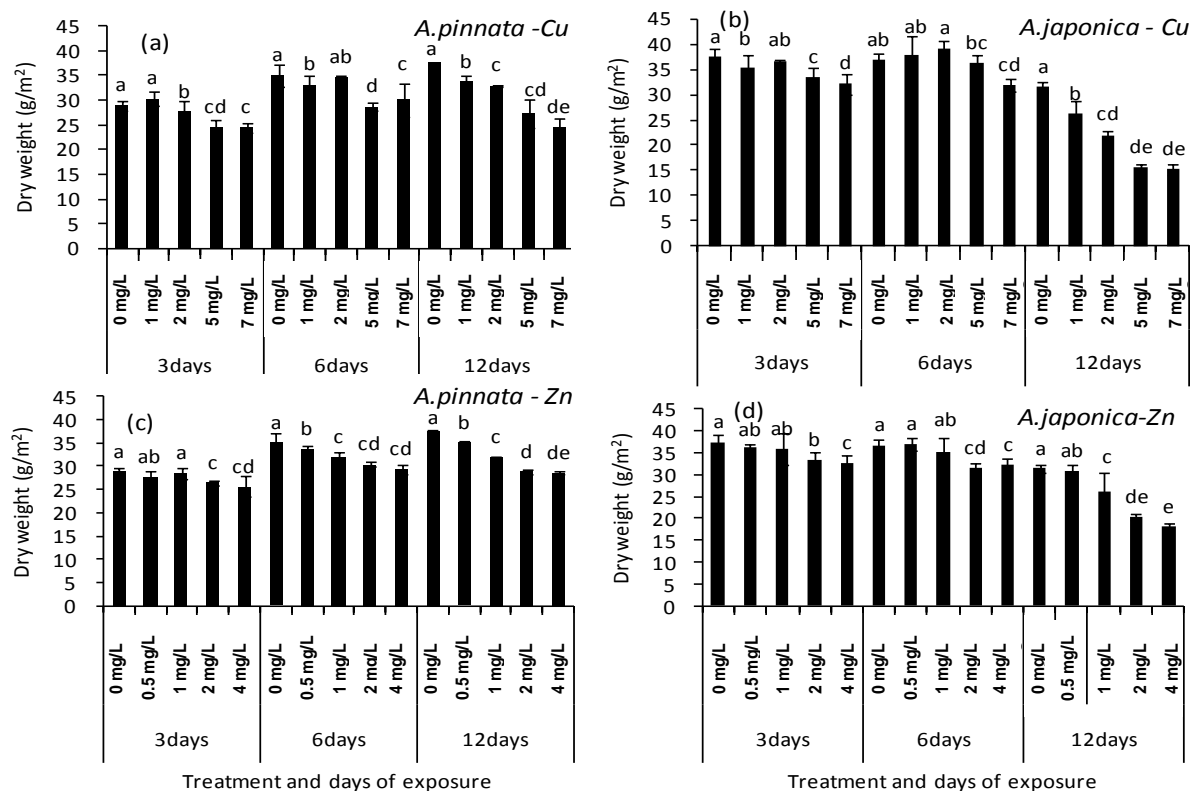 (a) A.pinnata -Cu
Dry weight (g/m²)
45
40
35
30
25
20
15
10
5
0
a a b cd c a b ab d c a b c cd de
0 mg/L 1 mg/L 2 mg/L 5 mg/L 7 mg/L 0 mg/L 1 mg/L 2 mg/L 5 mg/L 7 mg/L 0 mg/L 1 mg/L 2 mg/L 5 mg/L 7 mg/L
3days 6days 12days
(b) A.japonica - Cu
Dry weight (g/m²)
45
40
35
30
25
20
15
10
5
0
a b ab c d ab ab a bc cd a b cd de de
0 mg/L 1 mg/L 2 mg/L 5 mg/L 7 mg/L 0 mg/L 1 mg/L 2 mg/L 5 mg/L 7 mg/L 0 mg/L 1 mg/L 2 mg/L 5 mg/L 7 mg/L
3days 6days 12days
(c) A.pinnata - Zn
Dry weight (g/m²)
45
40
35
30
25
20
15
10
5
0
a ab a c cd a b c cd cd a b c d de
0 mg/L 0.5 mg/L 1 mg/L 2 mg/L 4 mg/L 0 mg/L 0.5 mg/L 1 mg/L 2 mg/L 4 mg/L 0 mg/L 0.5 mg/L 1 mg/L 2 mg/L 4 mg/L
3days 6days 12days
Treatment and days of exposure
(d) A.japonica-Zn
Dry weight (g/m²)
45
40
35
30
25
20
15
10
5
0
a ab ab b c a ab ab cd c a ab c de e
0 mg/L 0.5 mg/L 1 mg/L 2 mg/L 4 mg/L 0 mg/L 0.5 mg/L 1 mg/L 2 mg/L 4 mg/L 0 mg/L 0.5 mg/L 1 mg/L 2 mg/L 4 mg/L
3days 6days 12days
Treatment and days of exposure